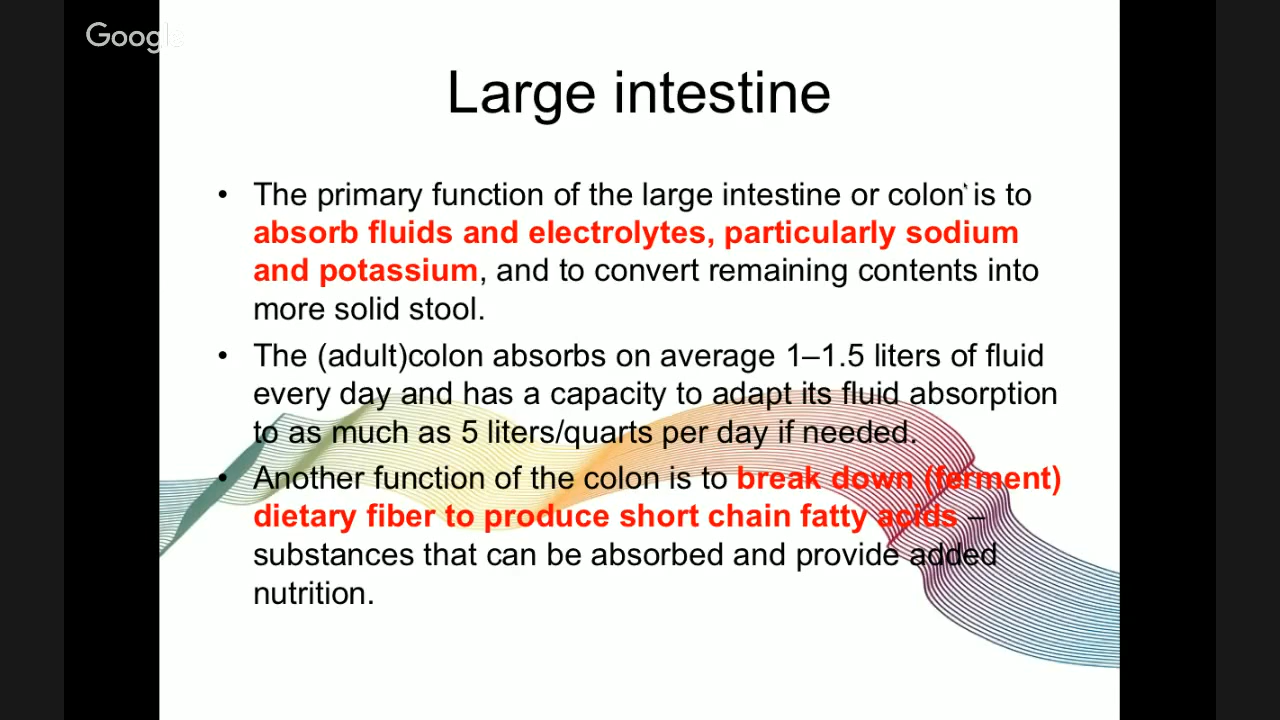 Google
Large intestine
• The primary function of the large intestine or colon is to
absorb fluids and electrolytes, particularly sodium
and potassium, and to convert remaining contents into
more solid stool.
• The (adult)colon absorbs on average 1–1.5 liters of fluid
every day and has a capacity to adapt its fluid absorption
to as much as 5 liters/quarts per day if needed.
• Another function of the colon is to break down (ferment)
dietary fiber to produce short chain fatty acids –
substances that can be absorbed and provide added
nutrition.